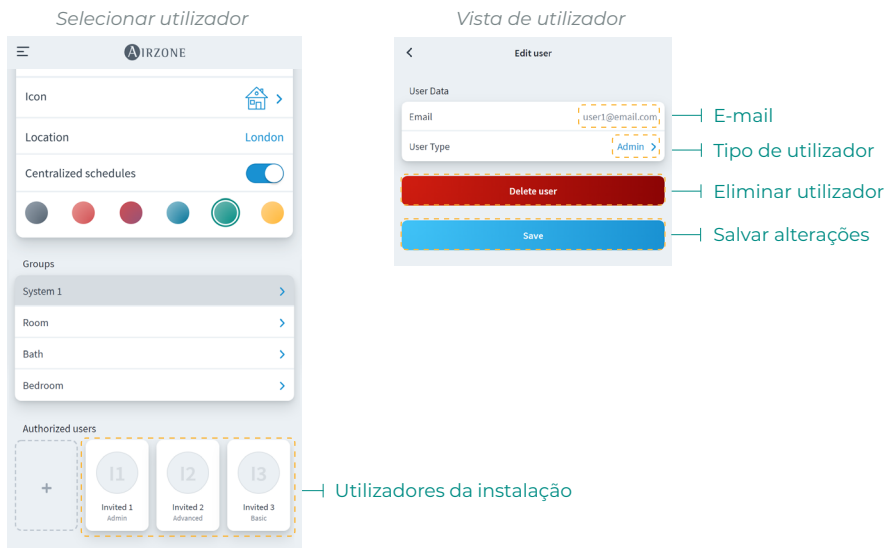 Selecionar utilizador
AIRZONE
Icon
Location
London
Centralized schedules
Groups
System 1
Room
Bath
Bedroom
Authorized users
+
I1
Invited 1
Admin
I2
Invited 2
Advanced
I3
Invited 3
Basic
Utilizadores da instalação
Vista de utilizador
Edit user
User Data
Email
user1@email.com
E-mail
User Type
Admin
Tipo de utilizador
Delete user
Eliminar utilizador
Save
Salvar alterações